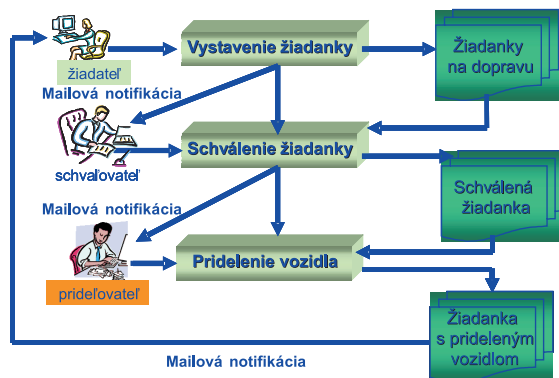 Vystavenie žiadanky
Žiadanky
na dopravu
žiadateľ
Mailová notifikácia
Schválenie žiadanky
schvaľovateľ
Schválená
žiadanka
Mailová notifikácia
Pridelenie vozidla
prideľovateľ
Žiadanka
s prideleným
vozidlom
Mailová notifikácia